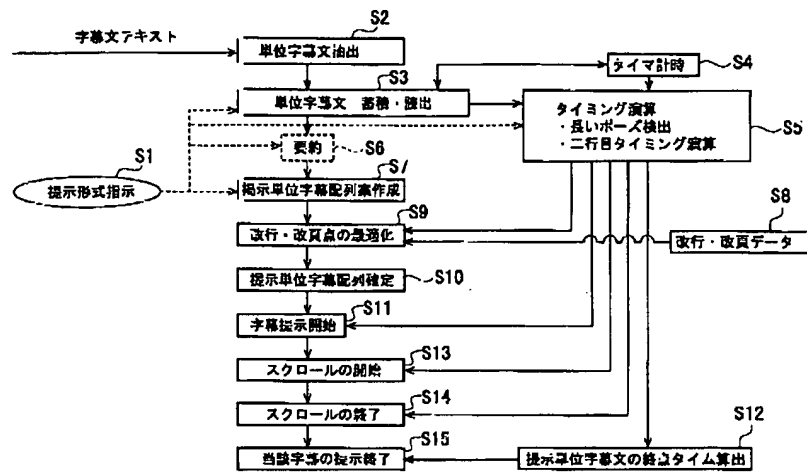 S2
字幕文テキスト
単位字幕文抽出
S3
S4
タイマ計時
単位字幕文 蓄積・読出
タイミング演算
・長いポーズ検出
・二行目タイミング演算
S5
要約
S6
S1
提示形式指示
S7
掲示単位字幕配列案作成
S9
S8
改行・改頁点の最適化
改行・改頁データ
提示単位字幕配列確定
S10
S11
字幕提示開始
S13
スクロールの開始
S14
スクロールの終了
S15
S12
当該字幕の提示終了
提示単位字幕文の終点タイム算出